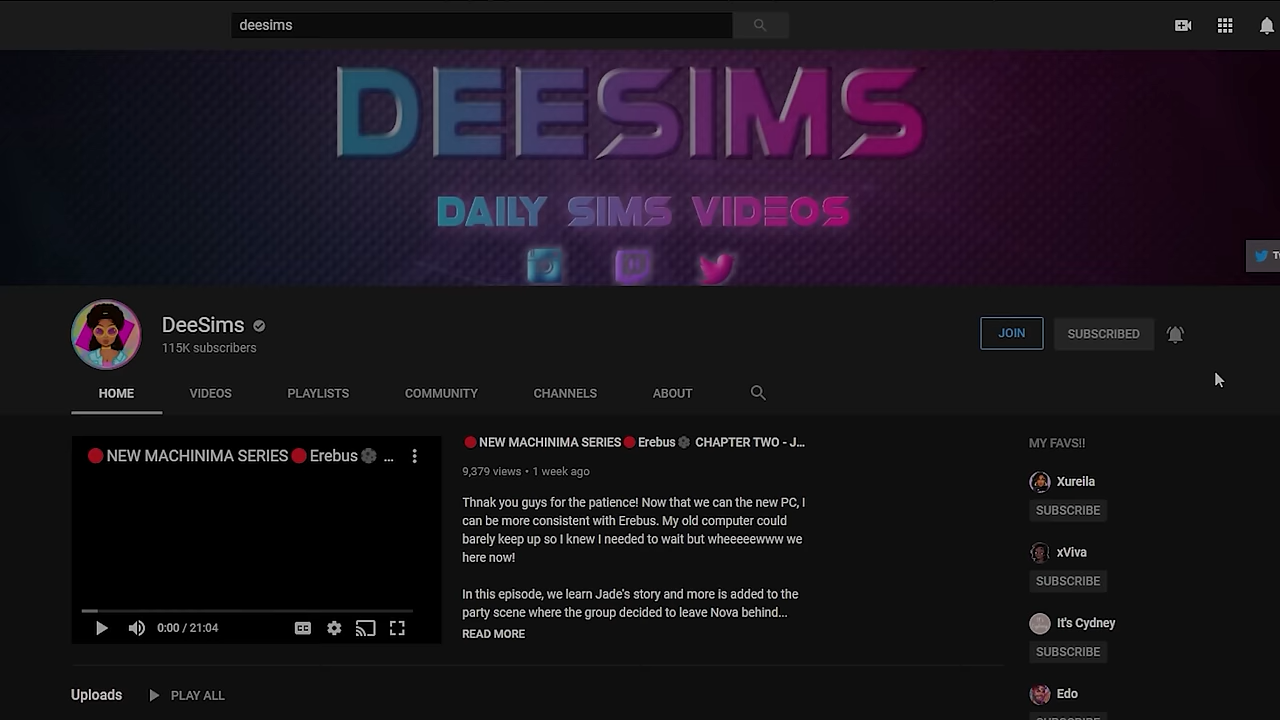 deesims
DEESIMS
DAILY SIMS VIDEOS
DeeSims
115K subscribers
JOIN
SUBSCRIBED
HOME
VIDEOS
PLAYLISTS
COMMUNITY
CHANNELS
ABOUT
🔴NEW MACHINIMA SERIES🔴Erebus ...
0:00 / 21:04
🔴NEW MACHINIMA SERIES🔴Erebus CHAPTER TWO - J...
9,379 views • 1 week ago
Thnak you guys for the patience! Now that we can the new PC, I
can be more consistent with Erebus. My old computer could
barely keep up so I knew I needed to wait but wheeeeewww we
here now!
In this episode, we learn Jade's story and more is added to the
party scene where the group decided to leave Nova behind...
READ MORE
MY FAVS!!
Xureila
SUBSCRIBE
xViva
SUBSCRIBE
It's Cydney
SUBSCRIBE
Edo
Uploads
PLAY ALL